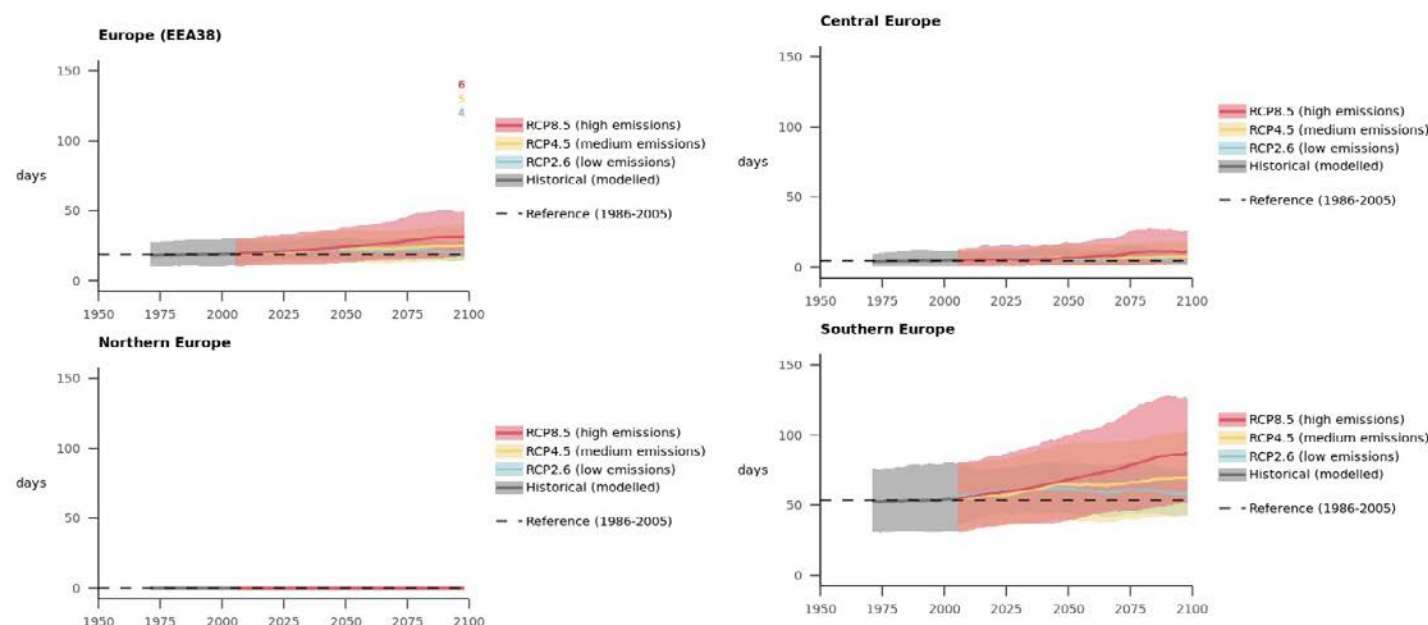 Europe (EEA38)
150
100
days
50
0
1950 1975 2000 2025 2050 2075 2100
6
5
4
RCP8.5 (high emissions)
RCP4.5 (medium emissions)
RCP2.6 (low emissions)
Historical (modelled)
Reference (1986-2005)
Central Europe
150
100
days
50
0
1950 1975 2000 2025 2050 2075 2100
RCP8.5 (high emissions)
RCP4.5 (medium emissions)
RCP2.6 (low emissions)
Historical (modelled)
Reference (1986-2005)
Northern Europe
150
100
days
50
0
1950 1975 2000 2025 2050 2075 2100
RCP8.5 (high emissions)
RCP4.5 (medium emissions)
RCP2.6 (low emissions)
Historical (modelled)
Reference (1986-2005)
Southern Europe
150
100
days
50
0
1950 1975 2000 2025 2050 2075 2100
RCP8.5 (high emissions)
RCP4.5 (medium emissions)
RCP2.6 (low emissions)
Historical (modelled)
Reference (1986-2005)